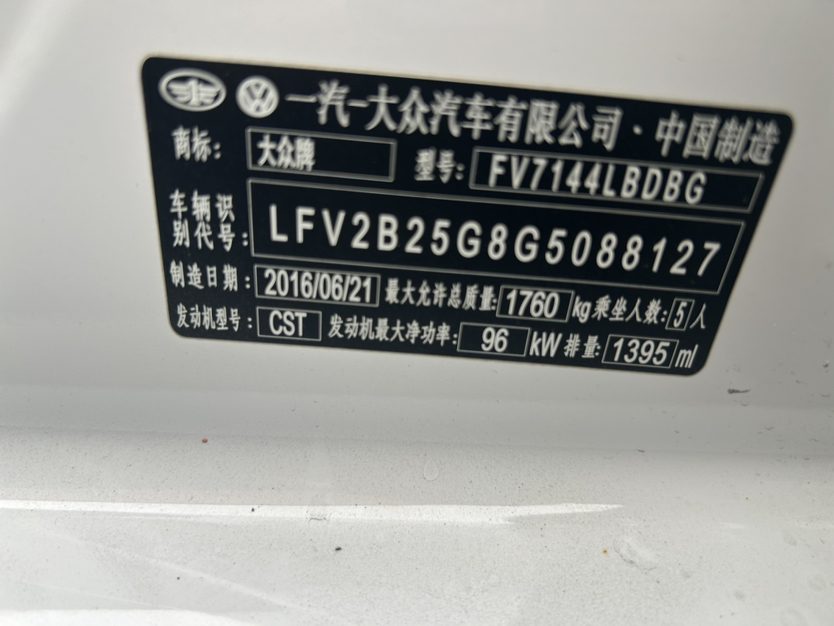 一汽-大众汽车有限公司·中国制造
商标: 大众牌 型号: FV7144LBDBG
车辆识别代号: LFV2B25G8G5088127
制造日期: 2016/06/21 最大允许总质量: 1760 kg 乘坐人数: 5 人
发动机型号: CST 发动机最大净功率: 96 kW 排量: 1395 ml